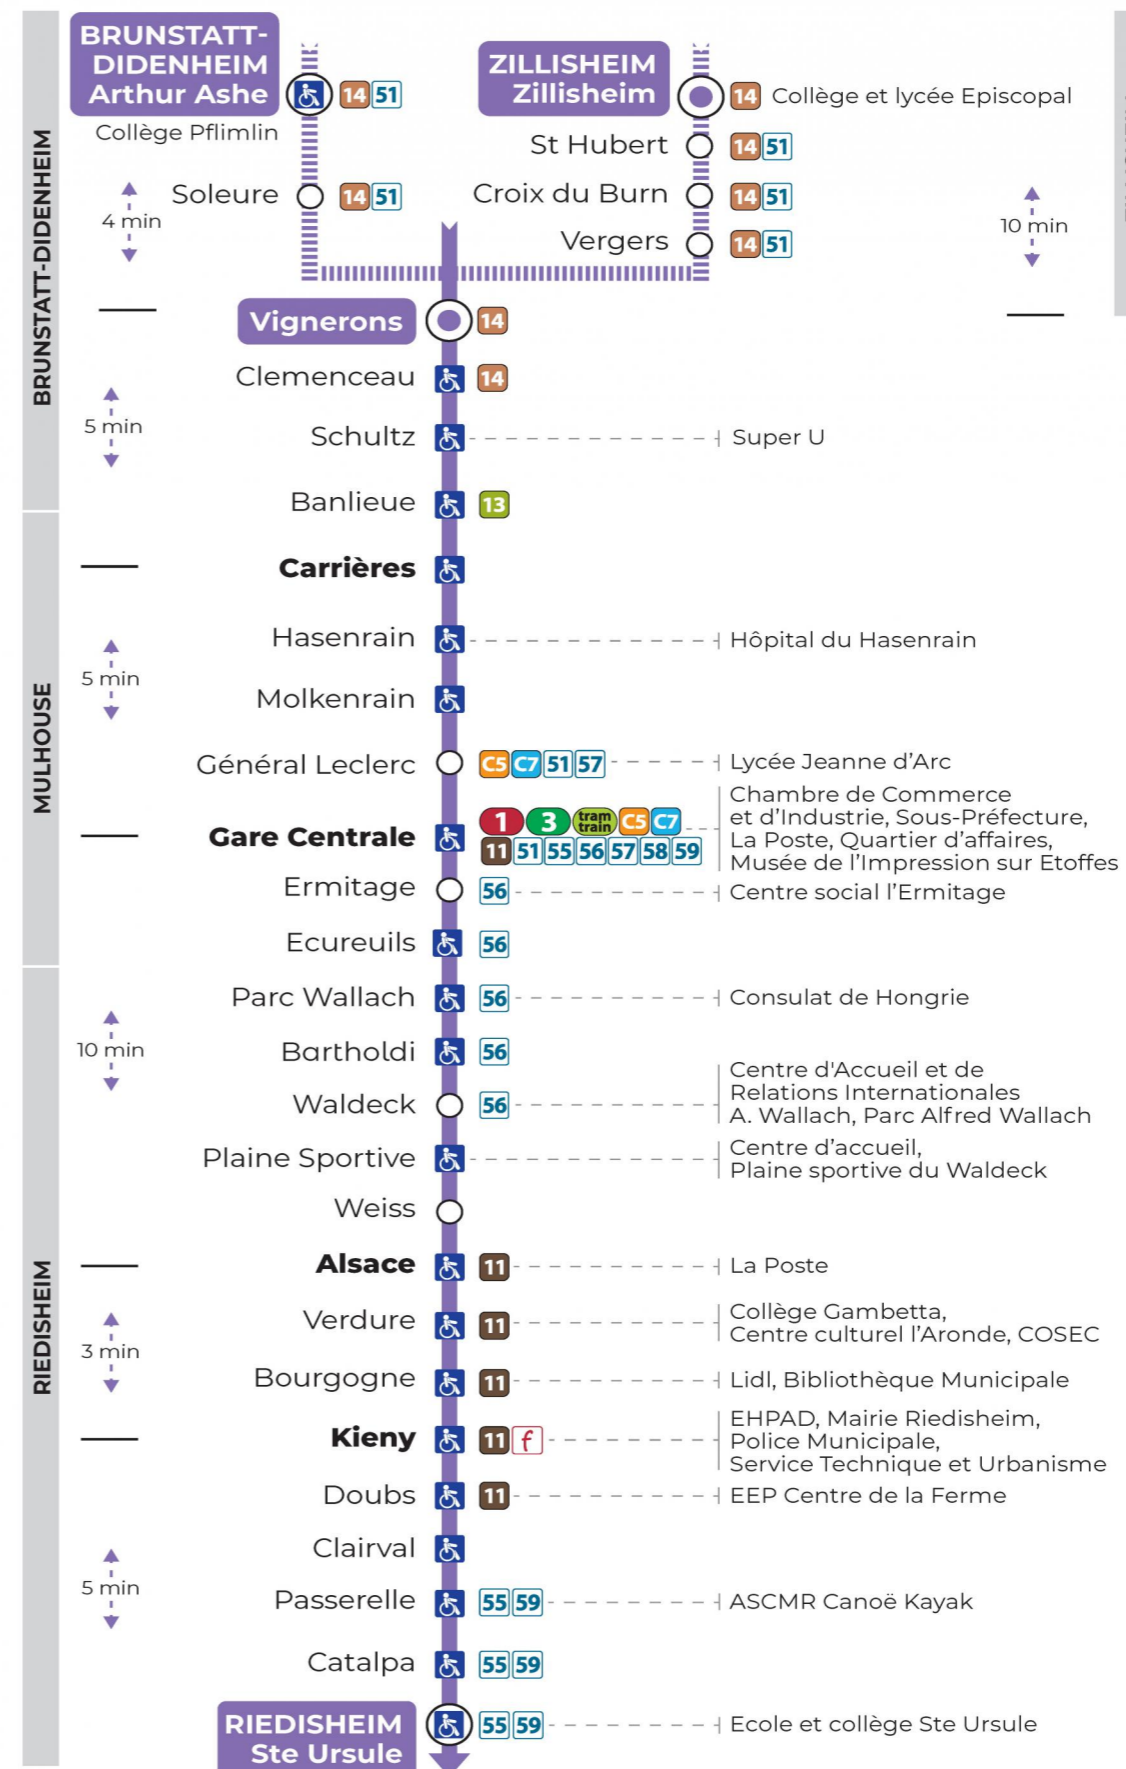 BRUNSTATT-
DIDENHEIM
Arthur Ashe
14 51
Collège Pflimlin
ZILLISHEIM
Zillisheim
14 Collège et lycée Episcopal
St Hubert 14 51
Soleure 14 51
Croix du Burn 14 51
Vergers 14 51
4 min
10 min
BRUNSTATT-DIDENHEIM
Vignerons 14
Clemenceau 14
5 min
Schultz Super U
Banlieue 13
MULHOUSE
Carrières
Hasenrain Hôpital du Hasenrain
5 min
Molkenrain
Général Leclerc C5 C7 51 57 Lycée Jeanne d’Arc
Gare Centrale
1 3 tram
train C5 C7
11 51 55 56 57 58 59
Chambre de Commerce
et d’Industrie, Sous-Préfecture,
La Poste, Quartier d’affaires,
Musée de l’Impression sur Etoffes
Ermitage 56 Centre social l’Ermitage
Ecureuils 56
RIEDISHEIM
Parc Wallach 56 Consulat de Hongrie
10 min
Bartholdi 56
Waldeck 56
Centre d'Accueil et de
Relations Internationales
A. Wallach, Parc Alfred Wallach
Plaine Sportive
Centre d’accueil,
Plaine sportive du Waldeck
Weiss
Alsace 11 La Poste
Verdure 11
Collège Gambetta,
Centre culturel l’Aronde, COSEC
3 min
Bourgogne 11 Lidl, Bibliothèque Municipale
Kieny 11 f
EHPAD, Mairie Riedisheim,
Police Municipale,
Service Technique et Urbanisme
Doubs 11 EEP Centre de la Ferme
Clairval
5 min
Passerelle 55 59 ASCMR Canoë Kayak
Catalpa 55 59
RIEDISHEIM
Ste Ursule
55 59 Ecole et collège Ste Ursule